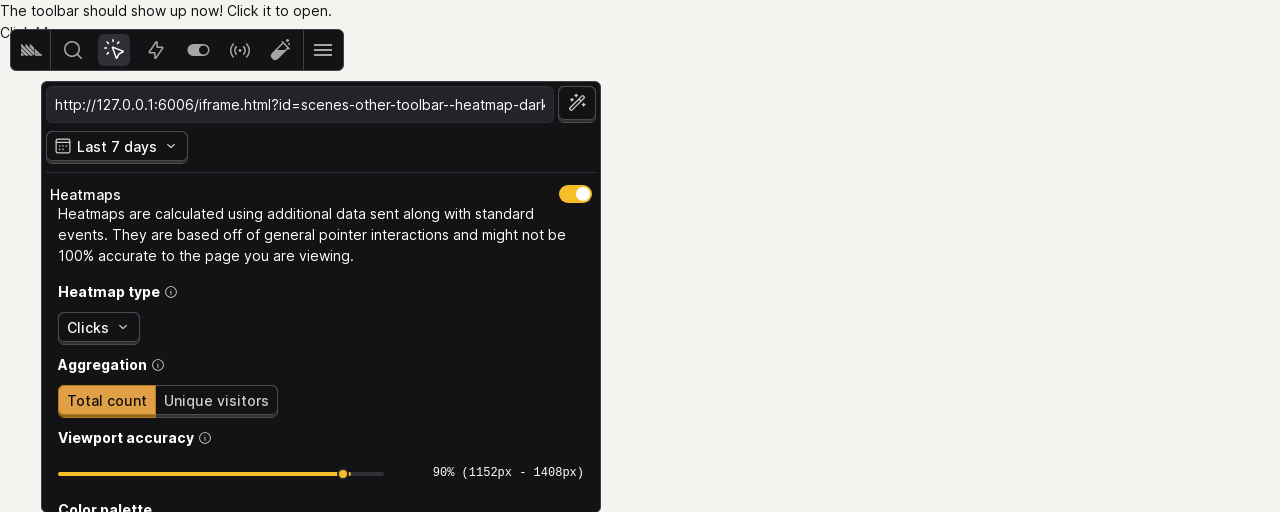 The toolbar should show up now! Click it to open.
http://127.0.0.1:6006/iframe.html?id=scenes-other-toolbar--heatmap-dark
Last 7 days
Heatmaps
Heatmaps are calculated using additional data sent along with standard
events. They are based off of general pointer interactions and might not be
100% accurate to the page you are viewing.
Heatmap type
Clicks
Aggregation
Total count Unique visitors
Viewport accuracy
90% (1152px - 1408px)
Color palette